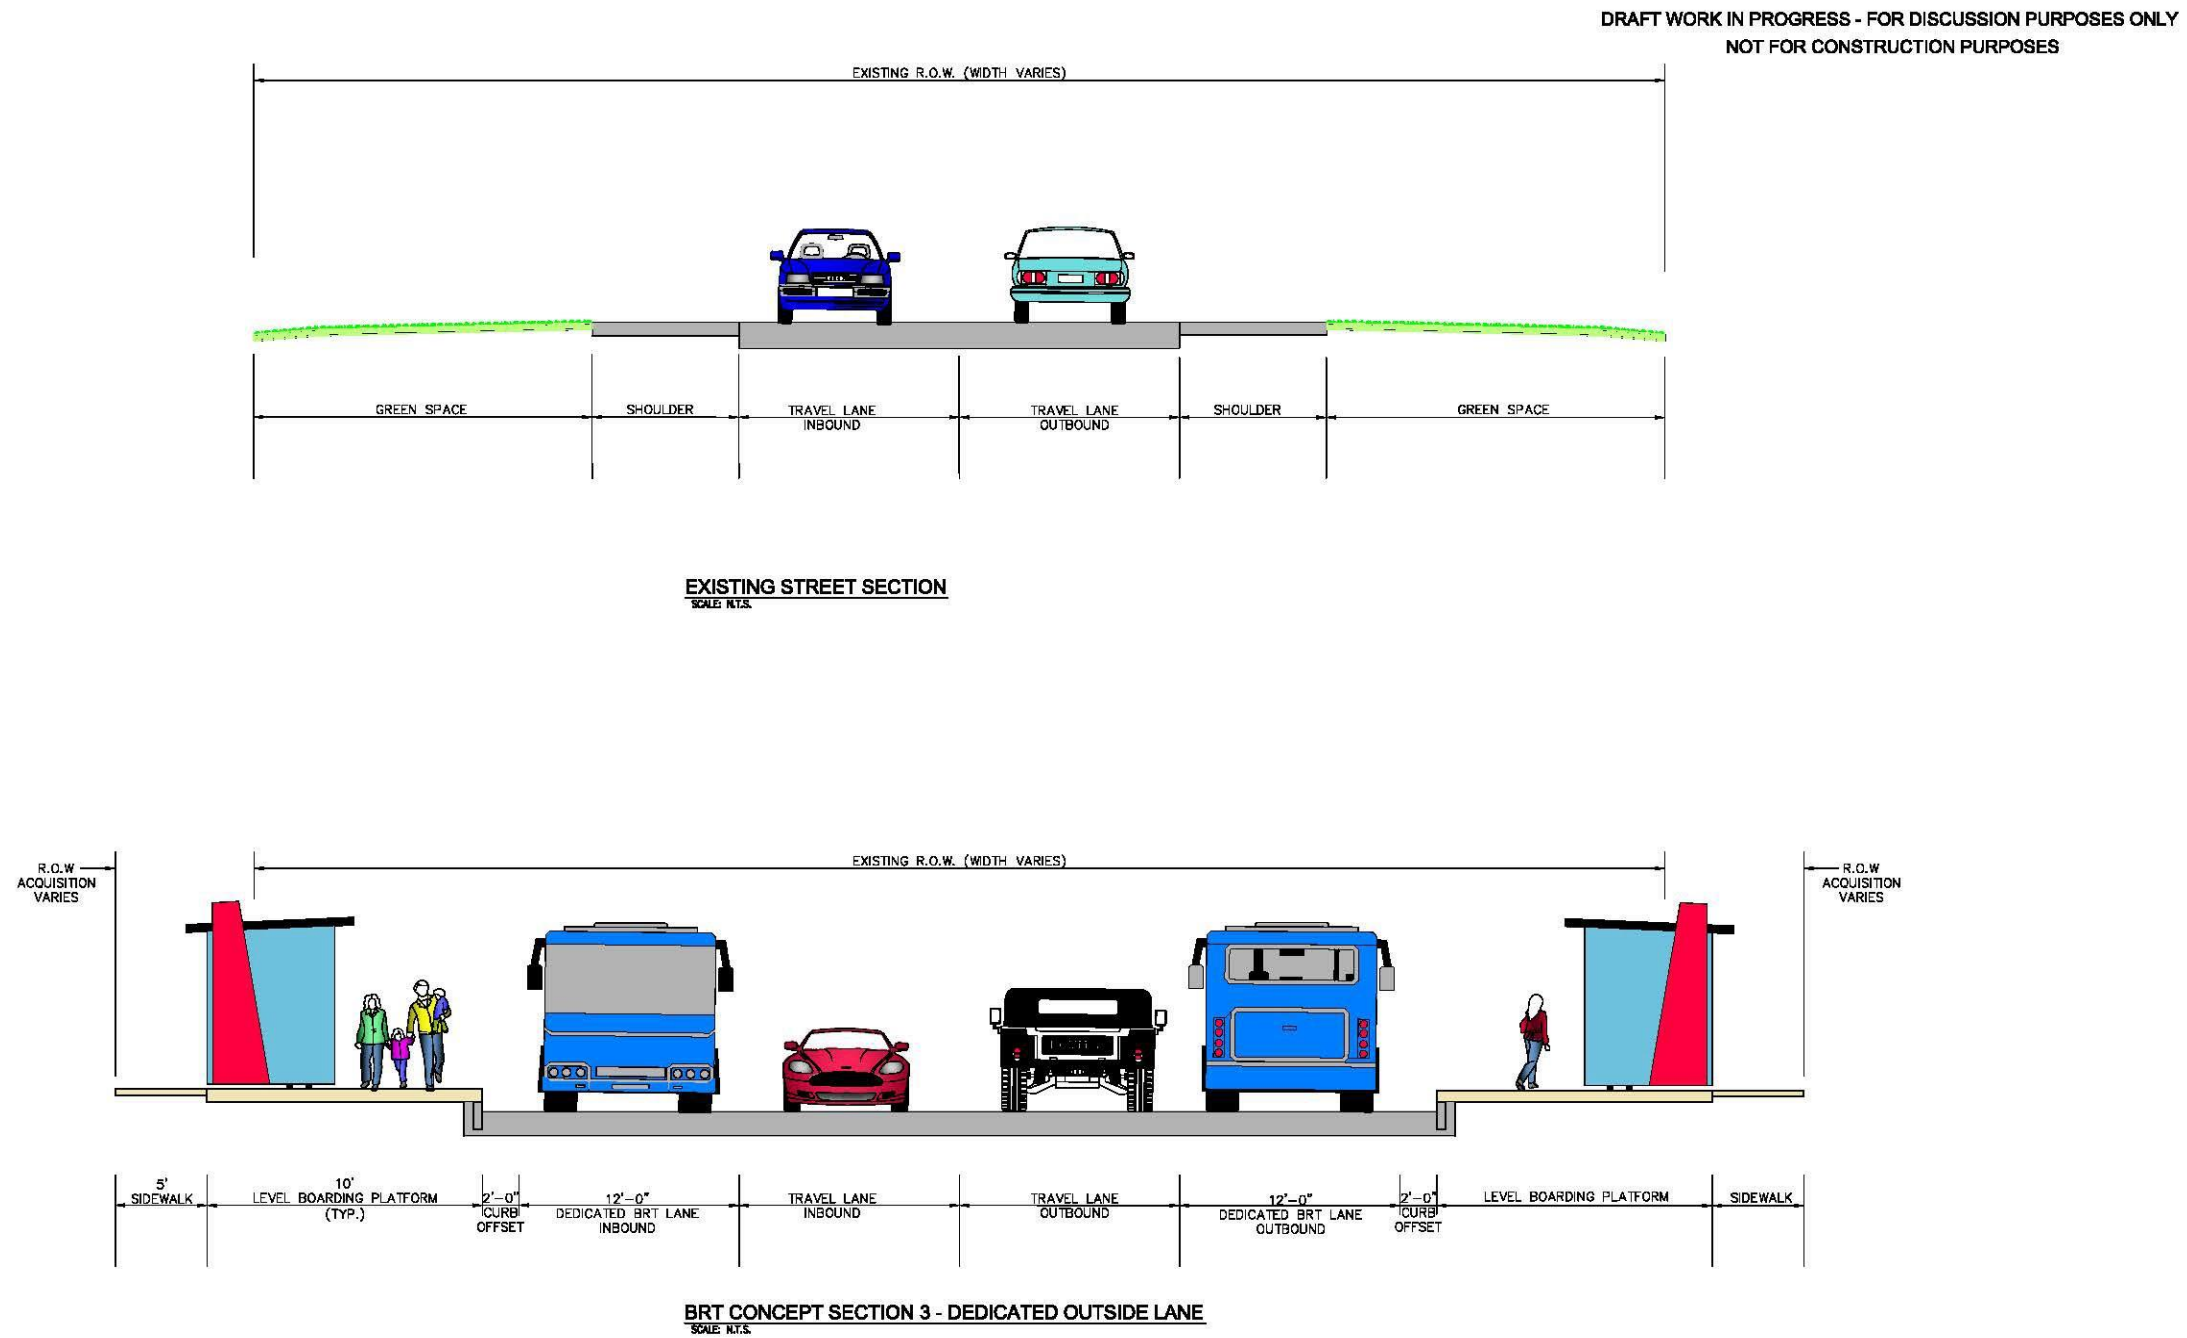 DRAFT WORK IN PROGRESS - FOR DISCUSSION PURPOSES ONLY
NOT FOR CONSTRUCTION PURPOSES
EXISTING R.O.W. (WIDTH VARIES)
GREEN SPACE
SHOULDER
TRAVEL LANE
INBOUND
TRAVEL LANE
OUTBOUND
SHOULDER
GREEN SPACE
EXISTING STREET SECTION
SCALE: N.T.S.
R.O.W
ACQUISITION
VARIES
EXISTING R.O.W. (WIDTH VARIES)
R.O.W
ACQUISITION
VARIES
5'
SIDEWALK
10'
LEVEL BOARDING PLATFORM
(TYP.)
2'-0"
CURB
OFFSET
12'-0"
DEDICATED BRT LANE
INBOUND
TRAVEL LANE
INBOUND
TRAVEL LANE
OUTBOUND
12'-0"
DEDICATED BRT LANE
OUTBOUND
2'-0"
CURB
OFFSET
LEVEL BOARDING PLATFORM
SIDEWALK
BRT CONCEPT SECTION 3 - DEDICATED OUTSIDE LANE
SCALE: N.T.S.